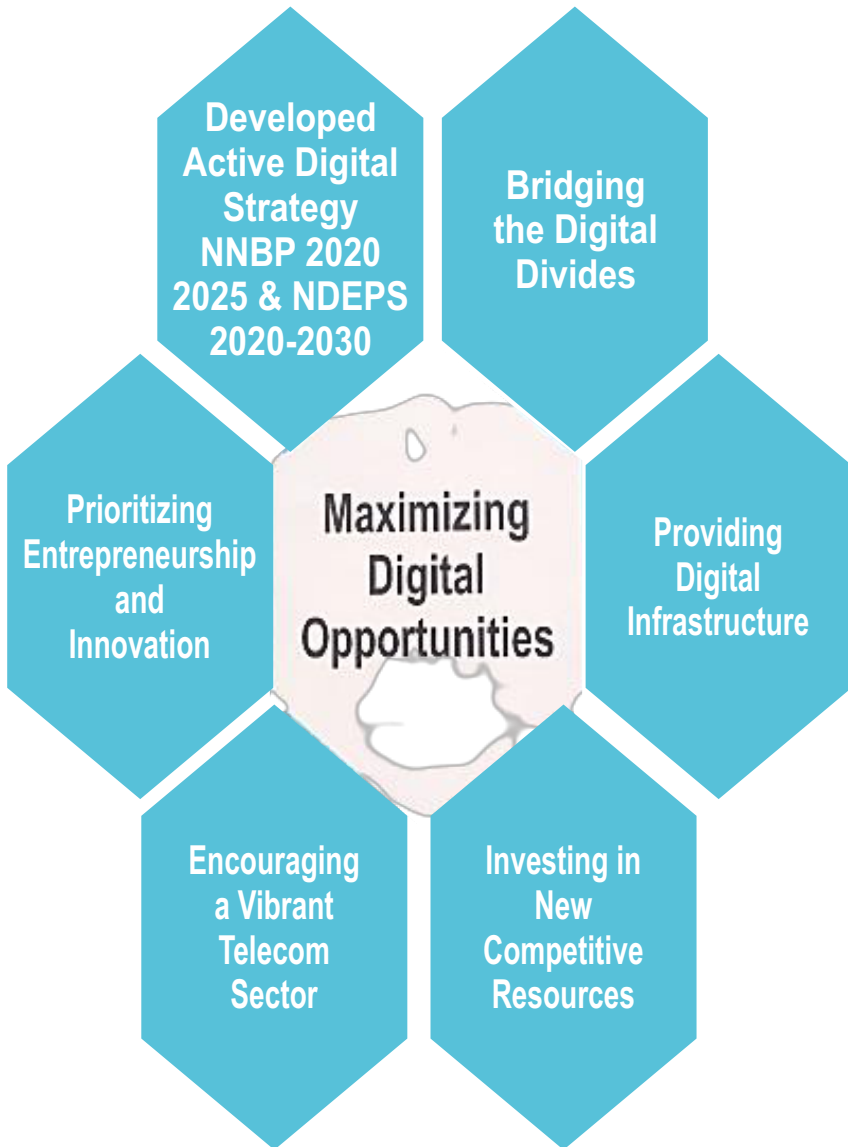 Developed
Active Digital
Strategy
NNBP 2020
2025 & NDEPS
2020-2030
Bridging
the Digital
Divides
Prioritizing
Entrepreneurship
and
Innovation
Maximizing
Digital
Opportunities
Providing
Digital
Infrastructure
Encouraging
a Vibrant
Telecom
Sector
Investing in
New
Competitive
Resources